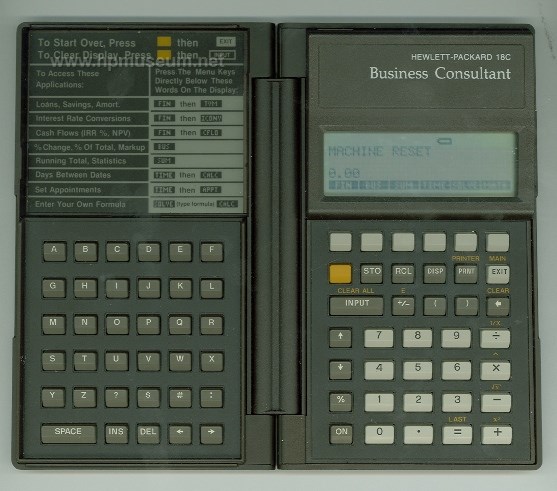 To Start Over, Press then EXIT
To Clear Display, Press then INPUT
www.hpmuseum.net
To Access These Applications:
Press The Menu Keys Directly Below These Words On The Display:
Loans, Savings, Amort. FIN then TVM
Interest Rate Conversions FIN then ICNV
Cash Flows (IRR %, NPV) FIN then CFLO
% Change, % Of Total, Markup BUS
Running Total, Statistics SUM
Days Between Dates TIME then CALC
Set Appointments TIME then APPT
Enter Your Own Formula SOLVE (type formula) CALC
A B C D E F
G H I J K L
M N O P Q R
S T U V W X
Y Z ? $ # :
SPACE INS DEL ← →
HEWLETT-PACKARD 18C
Business Consultant
MACHINE RESET
0.00
FIN BUS SUM TIME SOLVE MATH
PRINTER MAIN
STO RCL DISP PRNT EXIT
CLEAR ALL E CLEAR
INPUT +/− ( ) ←
1/X
↑ 7 8 9 ÷
^
↓ 4 5 6 ×
√x
% 1 2 3 −
LAST x²
ON 0 . = +